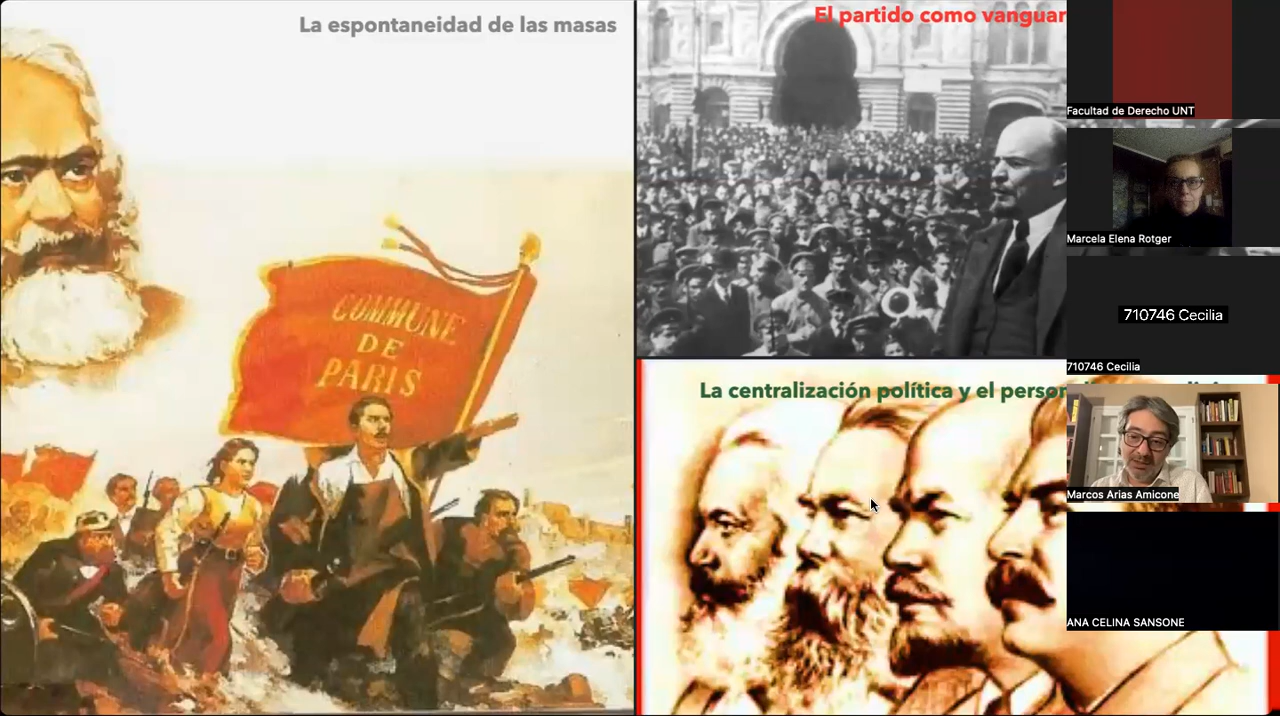 La espontaneidad de las masas
El partido como vanguar
COMMUNE
DE
PARIS
La centralización política y el person
Facultad de Derecho UNT
Marcela Elena Rotger
710746 Cecilia
710746 Cecilia
Marcos Arias Amicone
ANA CELINA SANSONE